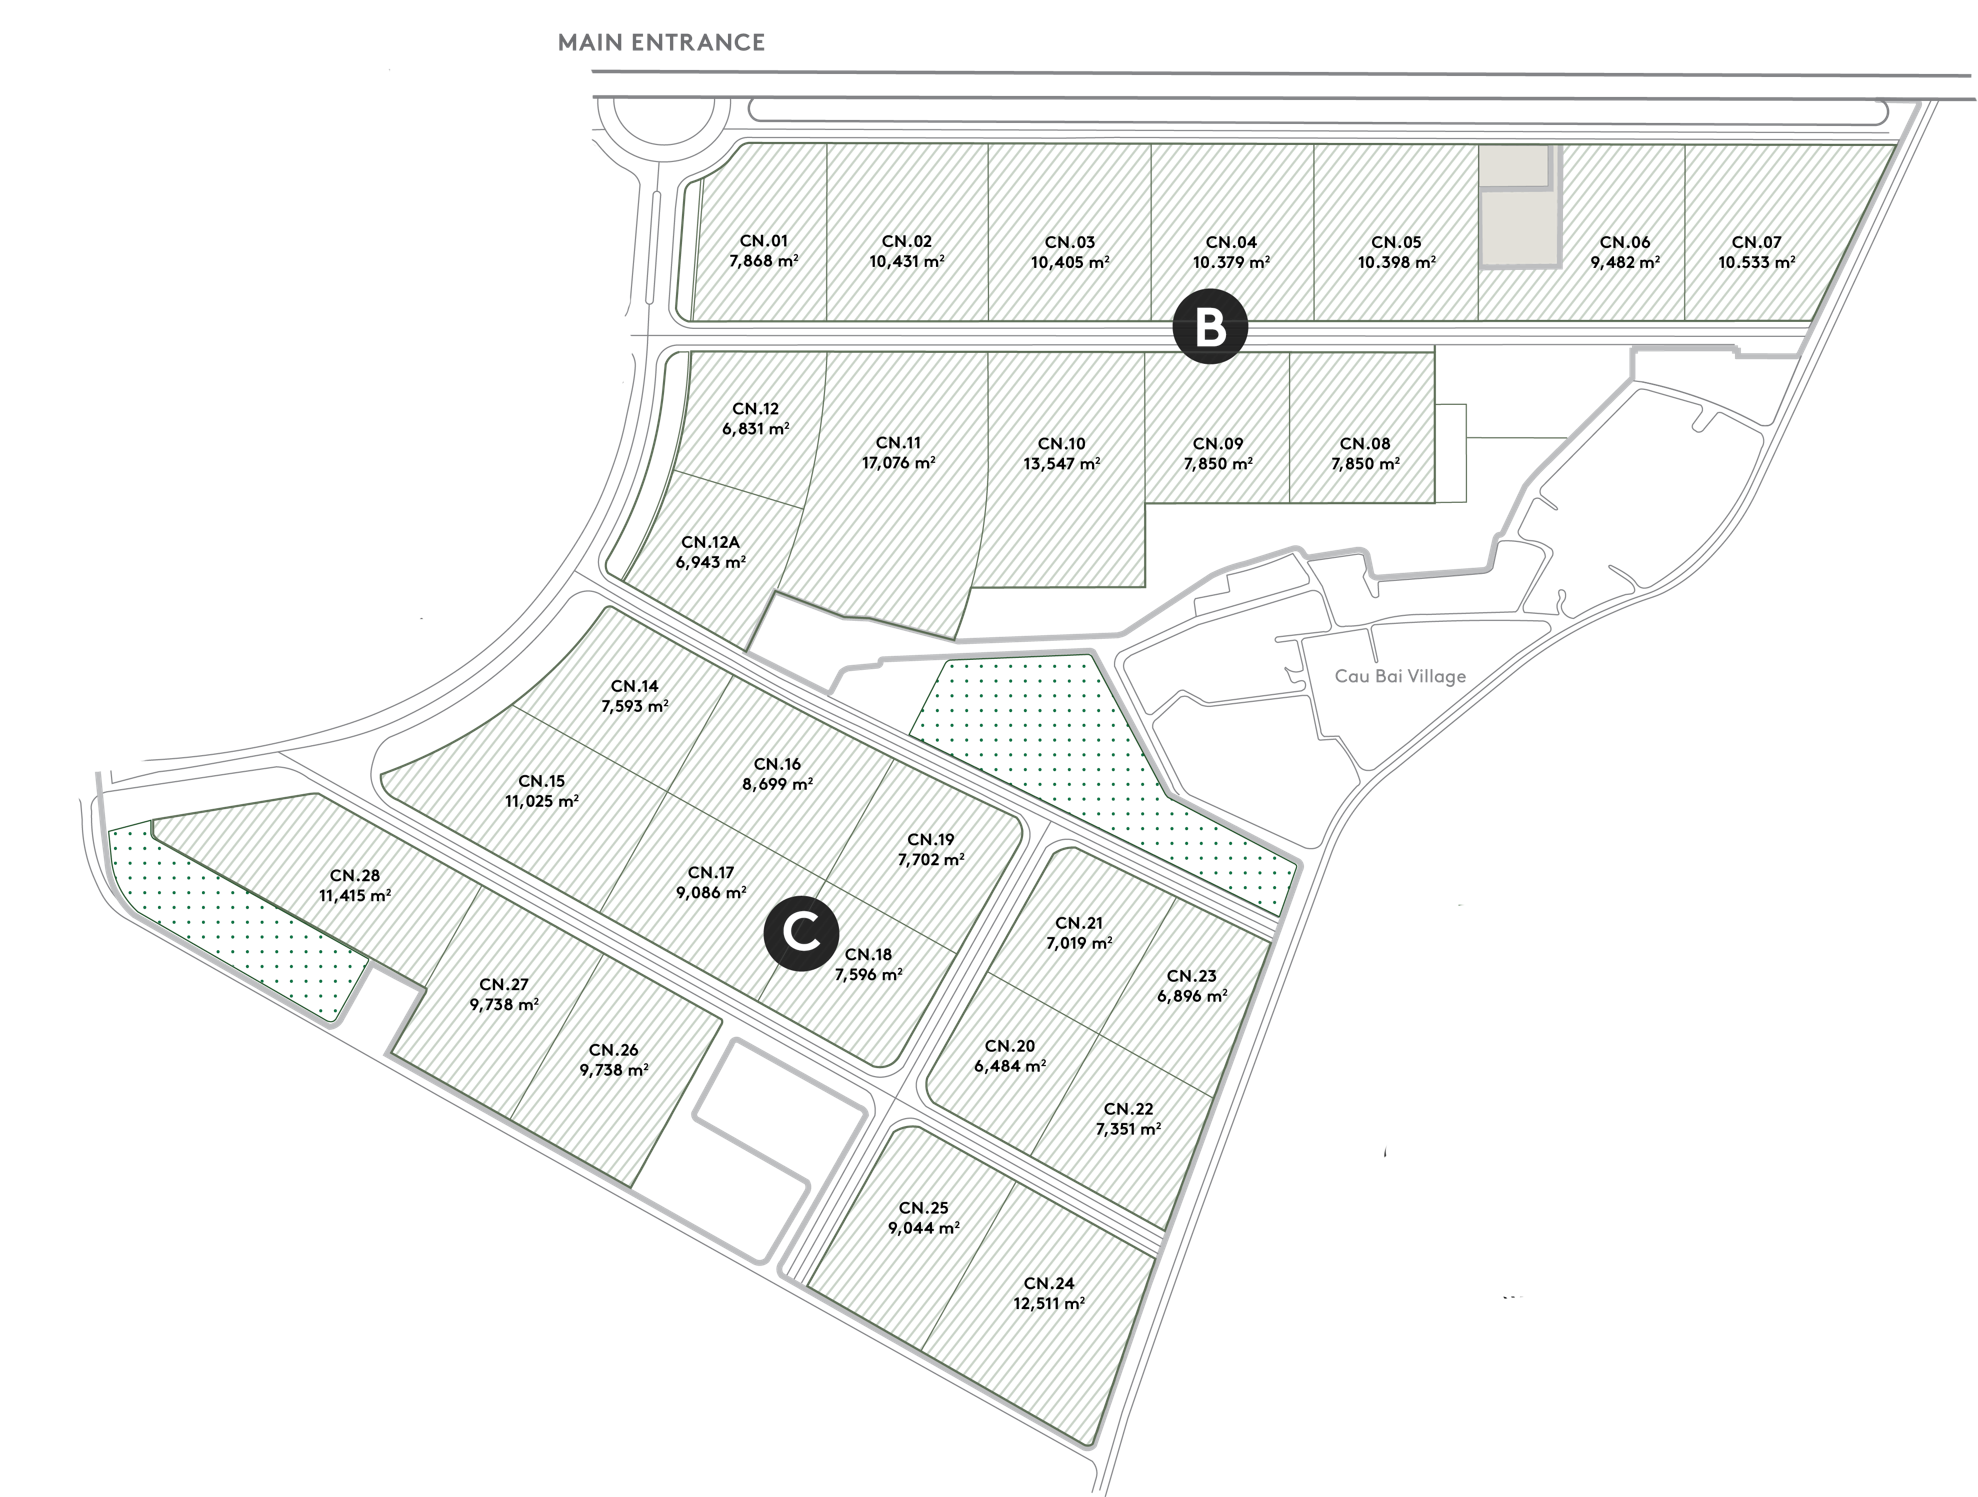 MAIN ENTRANCE
CN.01
7,868 m²
CN.02
10,431 m²
CN.03
10,405 m²
CN.04
10.379 m²
CN.05
10.398 m²
CN.06
9,482 m²
CN.07
10.533 m²
B
CN.12
6,831 m²
CN.11
17,076 m²
CN.10
13,547 m²
CN.09
7,850 m²
CN.08
7,850 m²
CN.12A
6,943 m²
Cau Bai Village
CN.14
7,593 m²
CN.15
11,025 m²
CN.16
8,699 m²
CN.17
9,086 m²
CN.19
7,702 m²
C
CN.18
7,596 m²
CN.28
11,415 m²
CN.27
9,738 m²
CN.26
9,738 m²
CN.21
7,019 m²
CN.23
6,896 m²
CN.20
6,484 m²
CN.22
7,351 m²
CN.25
9,044 m²
CN.24
12,511 m²